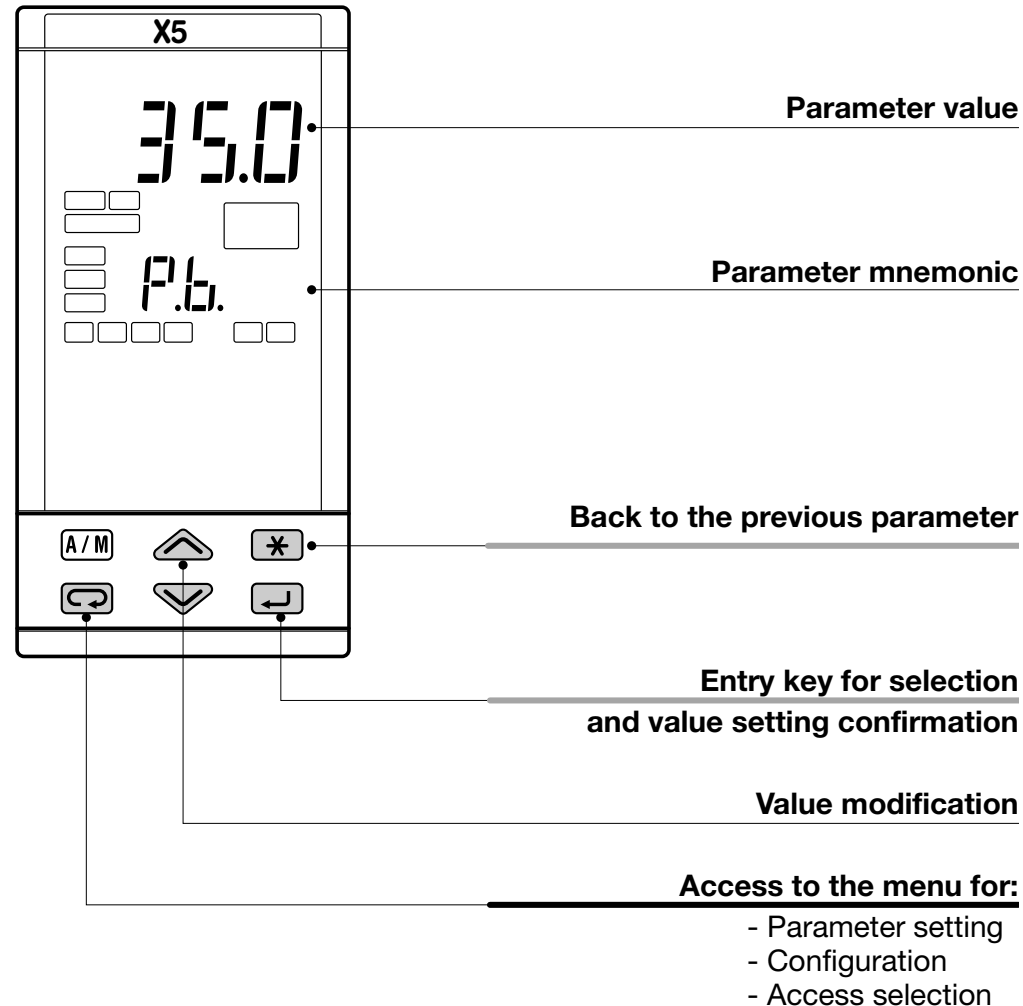 X5
35.0
Parameter value
P.b.
Parameter mnemonic
Back to the previous parameter
A/M
Entry key for selection
and value setting confirmation
Value modification
Access to the menu for:
- Parameter setting
- Configuration
- Access selection